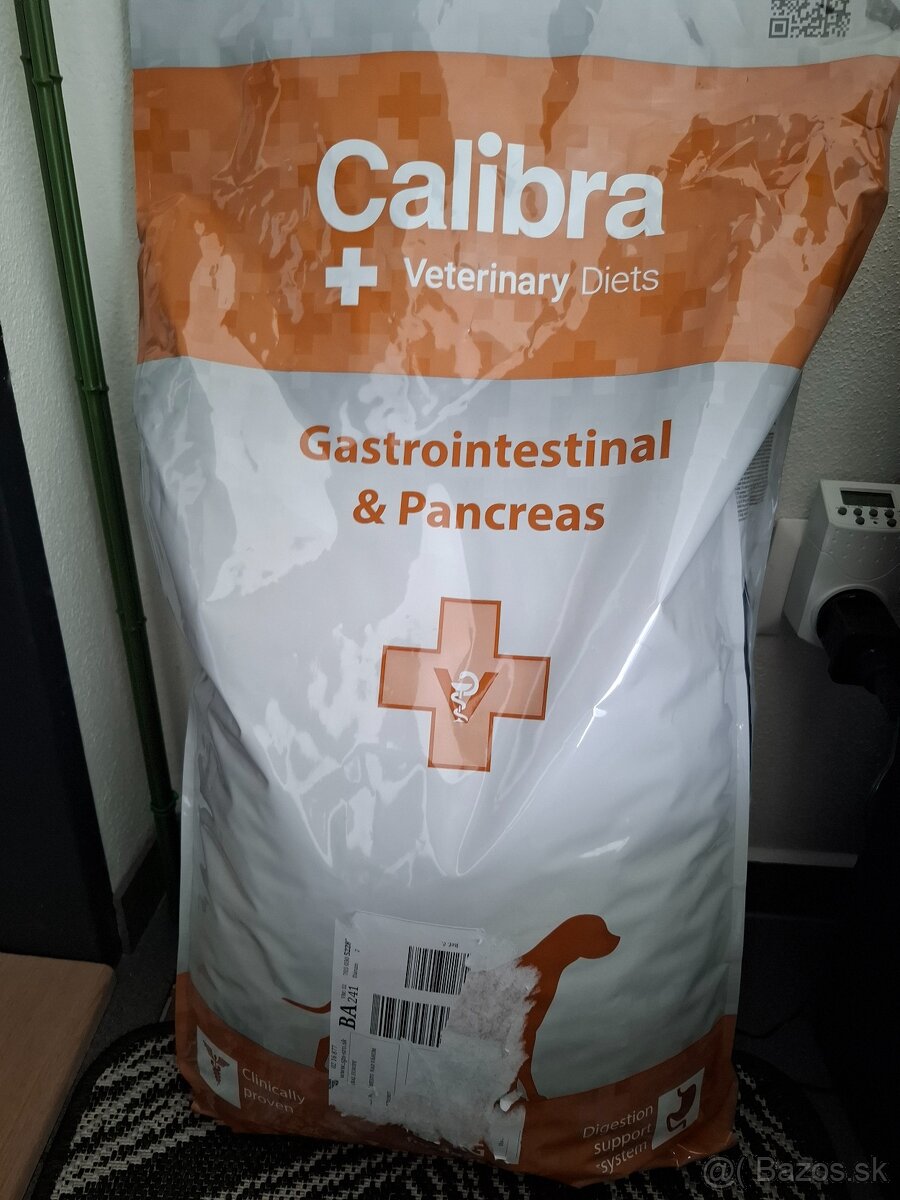 Calibra
Veterinary Diets
Gastrointestinal
& Pancreas
V
BA241
Clinically
proven
Digestion
support
system
@( Bazos.sk